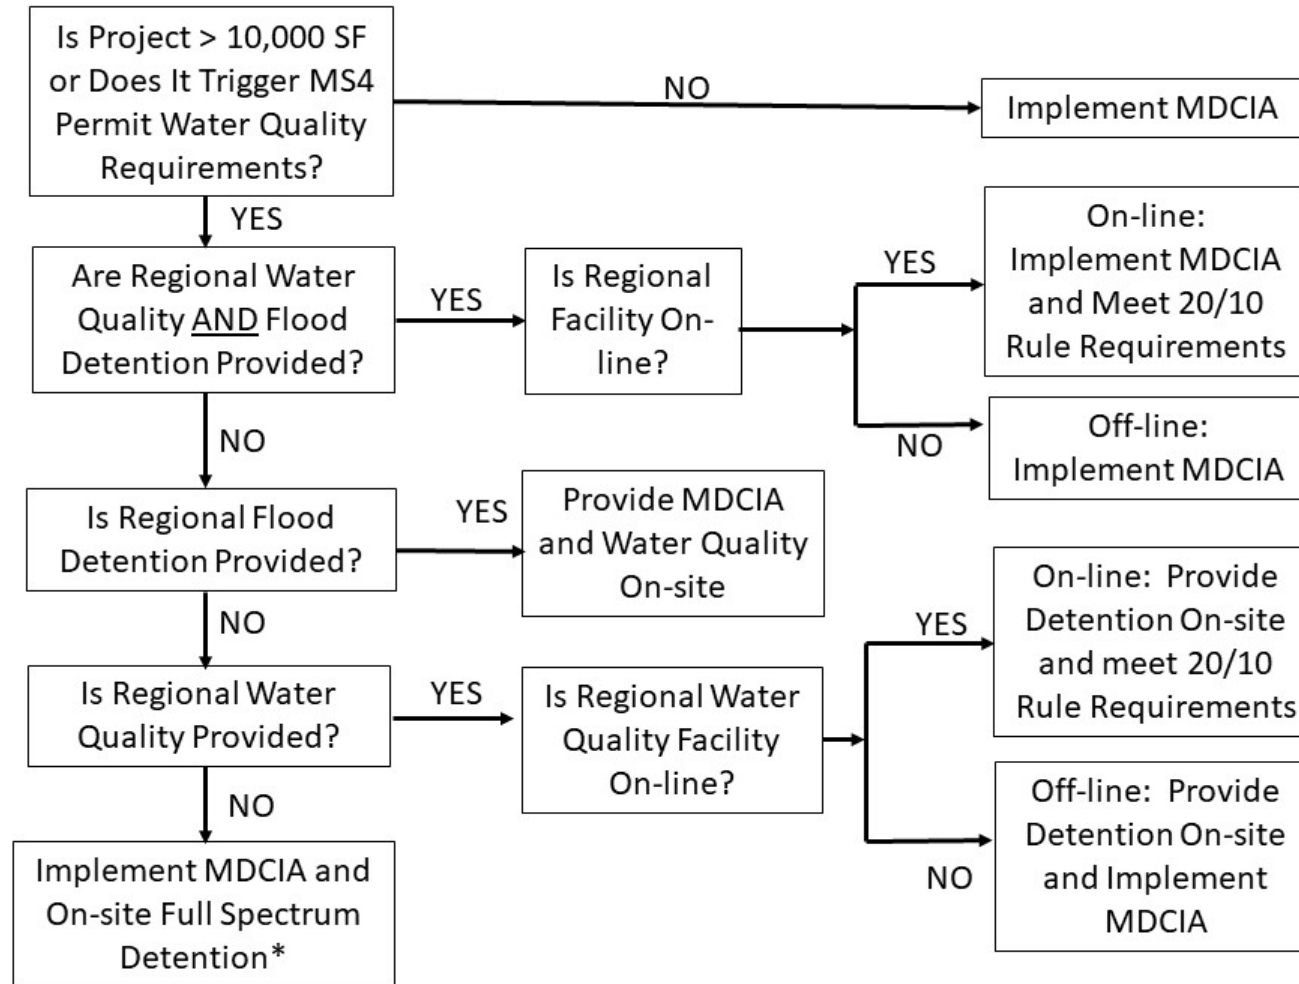 Is Project > 10,000 SF
or Does It Trigger MS4
Permit Water Quality
Requirements?
NO
Implement MDCIA
YES
Are Regional Water
Quality AND Flood
Detention Provided?
YES
Is Regional
Facility On-
line?
YES
On-line:
Implement MDCIA
and Meet 20/10
Rule Requirements
NO
Off-line:
Implement MDCIA
NO
Is Regional Flood
Detention Provided?
YES
Provide MDCIA
and Water Quality
On-site
NO
Is Regional Water
Quality Provided?
YES
Is Regional Water
Quality Facility
On-line?
YES
On-line:  Provide
Detention On-site
and meet 20/10
Rule Requirements
NO
Off-line:  Provide
Detention On-site
and Implement
MDCIA
NO
Implement MDCIA and
On-site Full Spectrum
Detention*